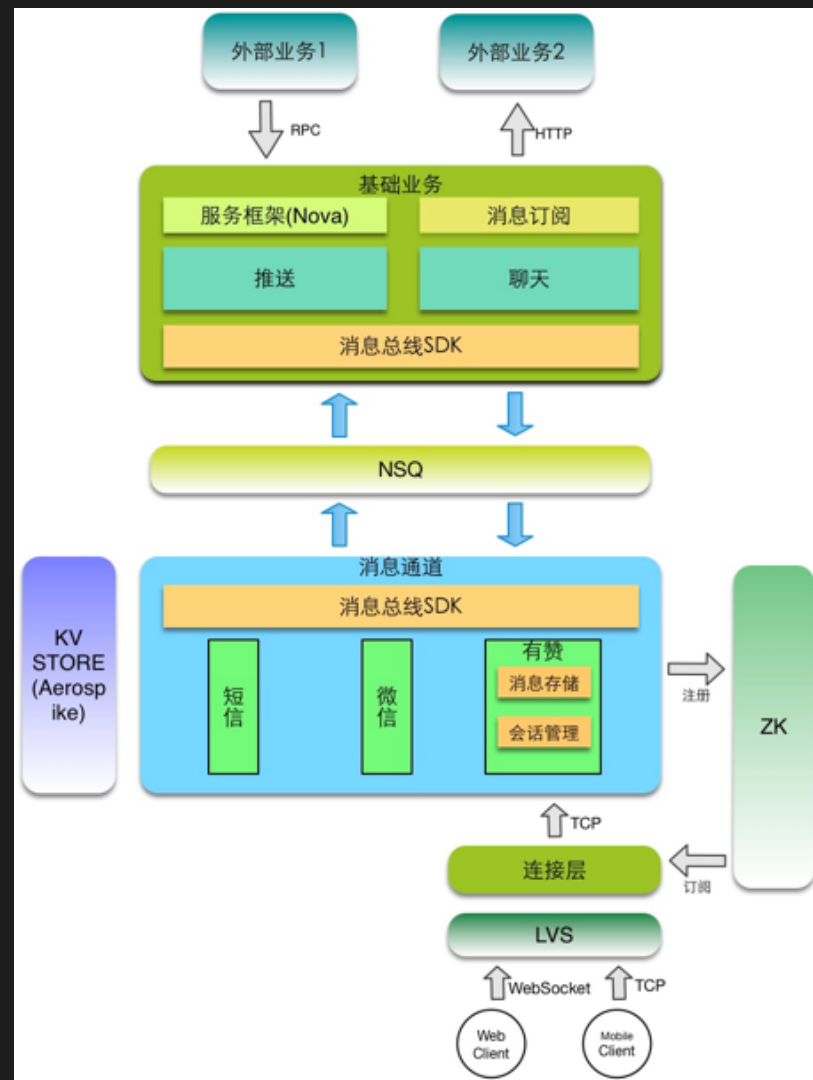 外部业务1
外部业务2
RPC
HTTP
基础业务
服务框架(Nova)
消息订阅
推送
聊天
消息总线SDK
NSQ
消息通道
消息总线SDK
KV
STORE
(Aerosp
ike)
短
信
微
信
有赞
消息存储
会话管理
注册
ZK
TCP
连接层
订阅
LVS
WebSocket
TCP
Web
Client
Mobile
Client